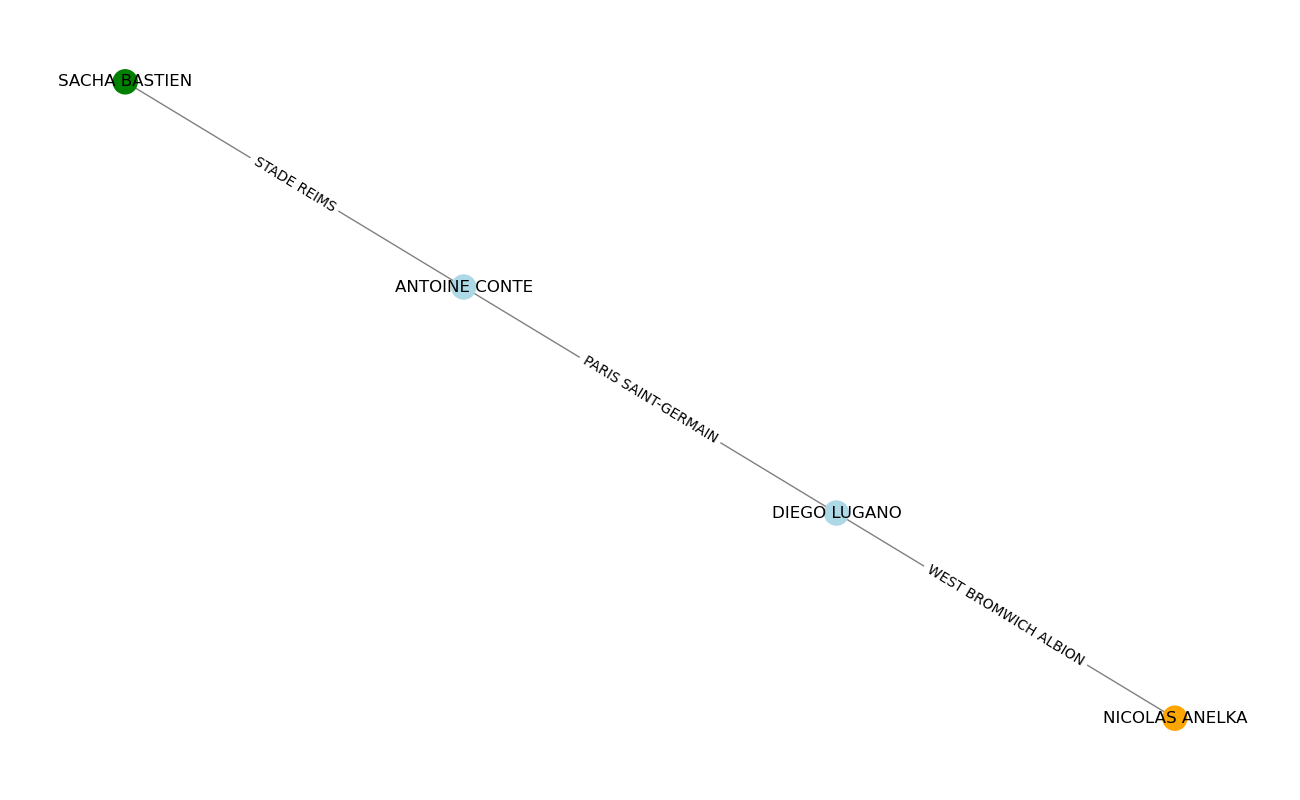 SACHA BASTIEN
STADE REIMS
ANTOINE CONTE
PARIS SAINT-GERMAIN
DIEGO LUGANO
WEST BROMWICH ALBION
NICOLAS ANELKA